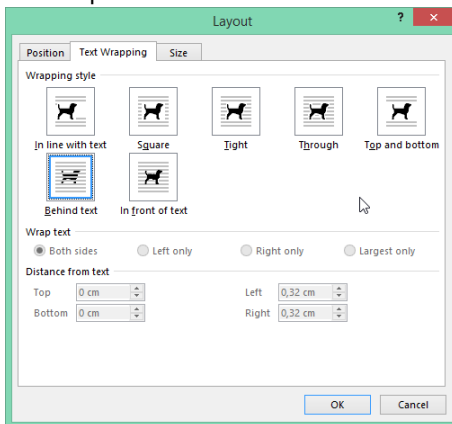 Layout
? ×
Position Text Wrapping Size
Wrapping style
In line with text Square Tight Through Top and bottom
Behind text In front of text
Wrap text
Both sides Left only Right only Largest only
Distance from text
Top 0 cm Left 0,32 cm
Bottom 0 cm Right 0,32 cm
OK Cancel